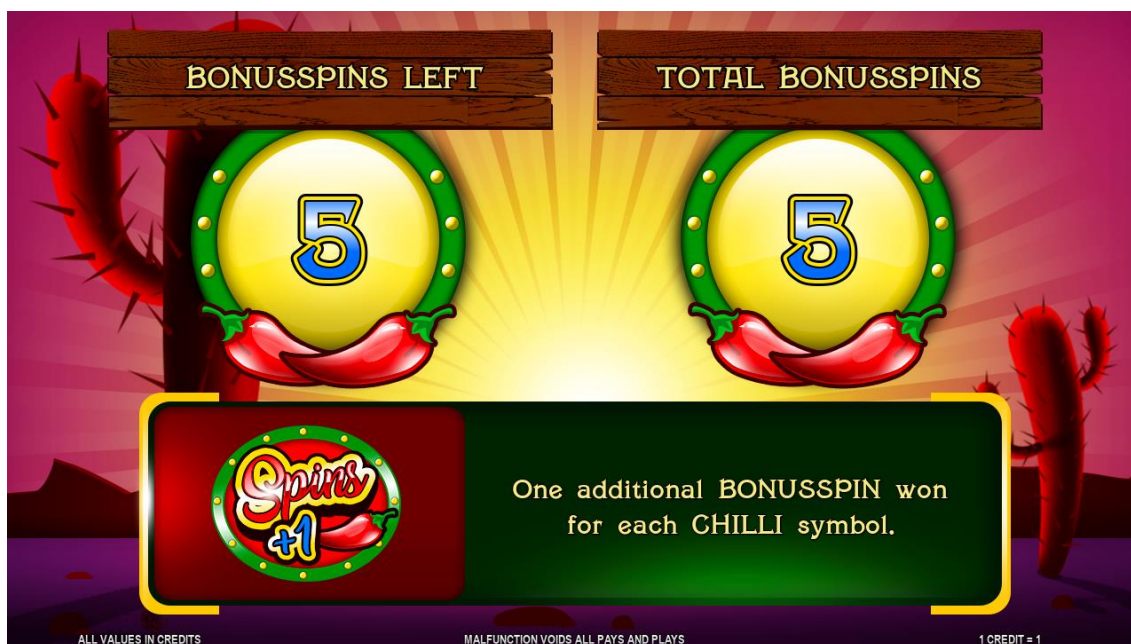 BONUSSPINS LEFT
TOTAL BONUSSPINS
5
5
Spins
+1
One additional BONUSSPIN won
for each CHILLI symbol.
ALL VALUES IN CREDITS
MALFUNCTION VOIDS ALL PAYS AND PLAYS
1 CREDIT = 1